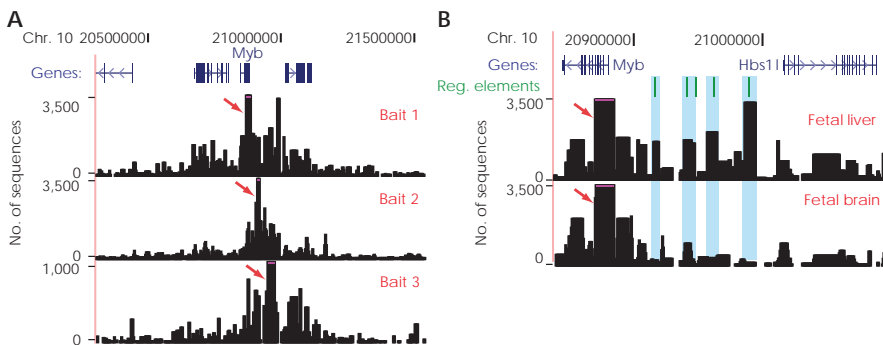 A
Chr. 10 20500000 21000000 21500000
Myb
Genes:
3,500
Bait 1
0
3,500
Bait 2
0
1,000
Bait 3
0
No. of sequences
B
Chr. 10 20900000 21000000
Genes: Myb Hbs1l
Reg. elements
3,500
Fetal liver
0
3,500
Fetal brain
0
No. of sequences